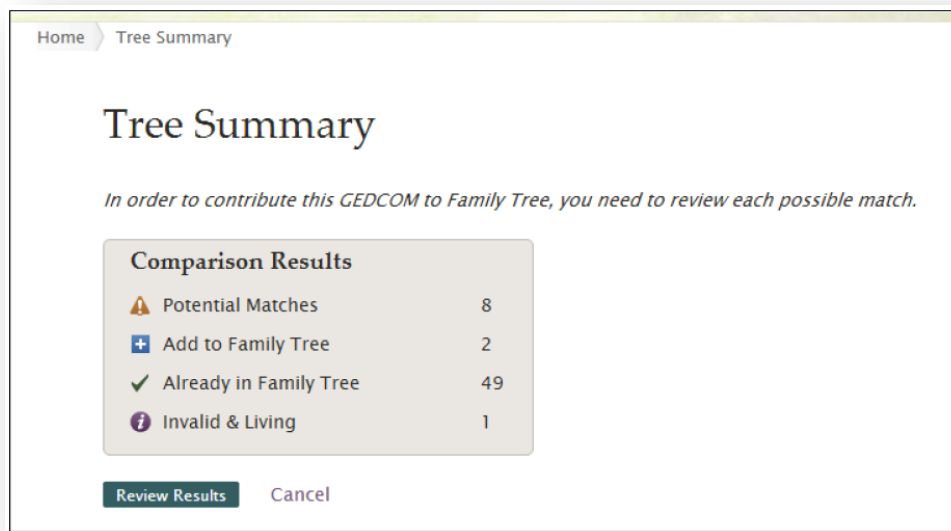 Home Tree Summary
Tree Summary
In order to contribute this GEDCOM to Family Tree, you need to review each possible match.
Comparison Results
Potential Matches 8
Add to Family Tree 2
Already in Family Tree 49
Invalid & Living 1
Review Results Cancel